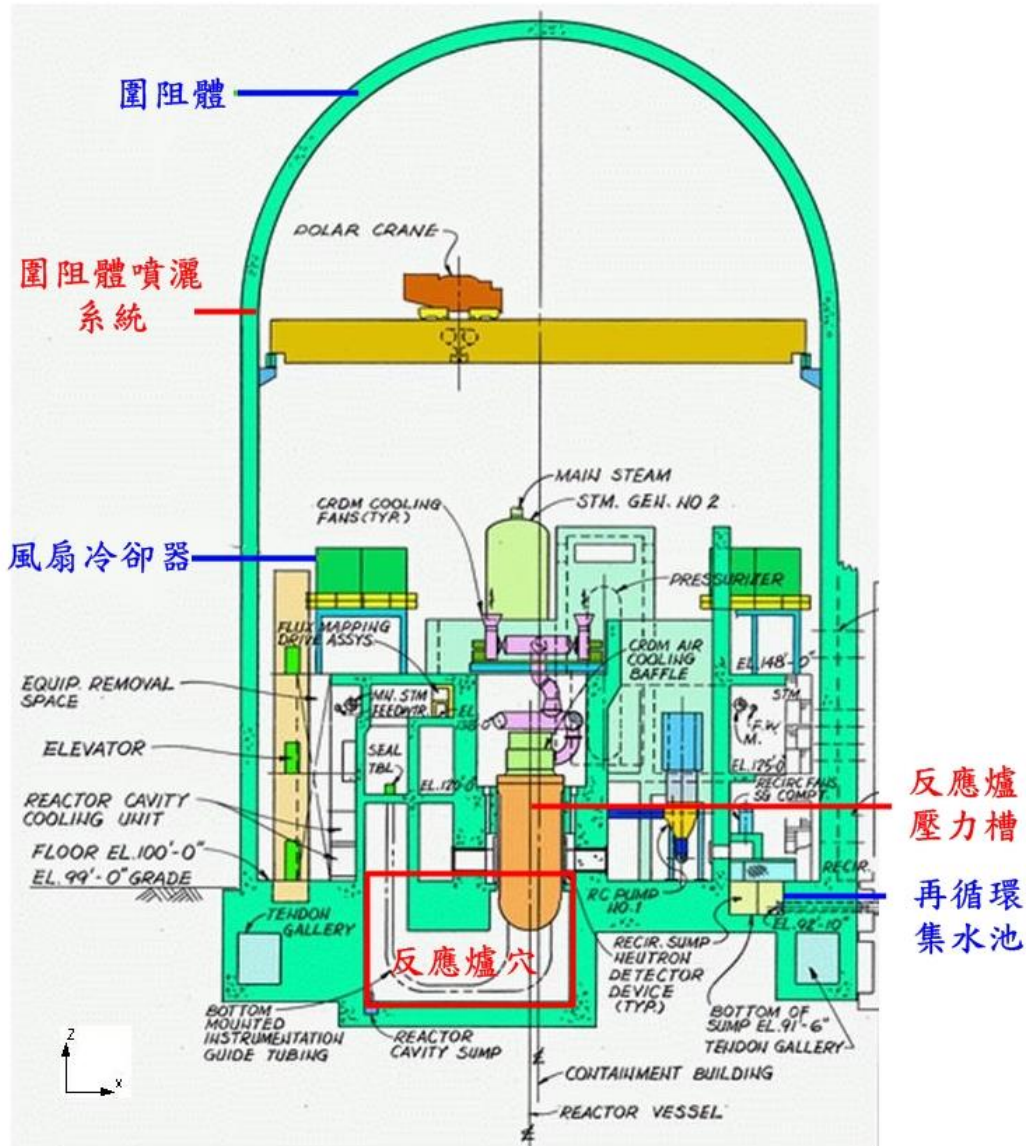 圍阻體
POLAR CRANE
圍阻體噴灑
系統
MAIN STEAM
STM. GEN. NO 2
CRDM COOLING
FANS (TYP.)
風扇冷卻器
PRESSURIZER
FLUX MAPPING
DRIVE ASSYS
CRDM AIR
COOLING
BAFFLE
EL.148'-0"
EQUIP. REMOVAL
SPACE
MN. STM
FEEDWTR.
EL.
STM.
F.W.
M.
ELEVATOR
SEAL
TBL
EL.120'-0"
EL.125'-0
RECIRC FANS
SG COMP'T
反應爐
壓力槽
REACTOR CAVITY
COOLING UNIT
FLOOR EL.100'-0"
EL.99'-0" GRADE
RECIR.
RC PUMP
NO.1
EL.92'-10"
再循環
集水池
TENDON
GALLERY
反應爐穴
RECIR. SUMP
NEUTRON
DETECTOR
DEVICE
(TYP.)
BOTTOM
MOUNTED
INSTRUMENTATION
GUIDE TUBING
REACTOR
CAVITY SUMP
BOTTOM OF
SUMP EL.91'-6"
TENDON GALLERY
Z
X
CONTAINMENT BUILDING
REACTOR VESSEL